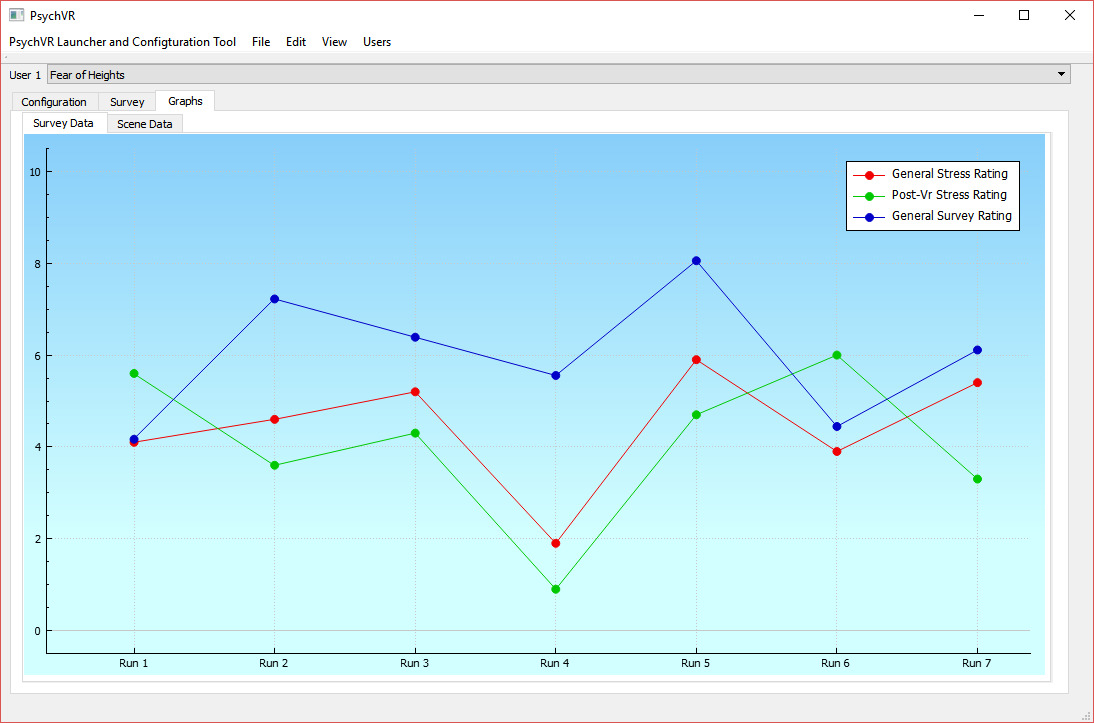 PsychVR
PsychVR Launcher and Configturation Tool File Edit View Users
User 1 Fear of Heights
Configuration Survey Graphs
Survey Data Scene Data
General Stress Rating
Post-Vr Stress Rating
General Survey Rating
10
8
6
4
2
0
Run 1 Run 2 Run 3 Run 4 Run 5 Run 6 Run 7